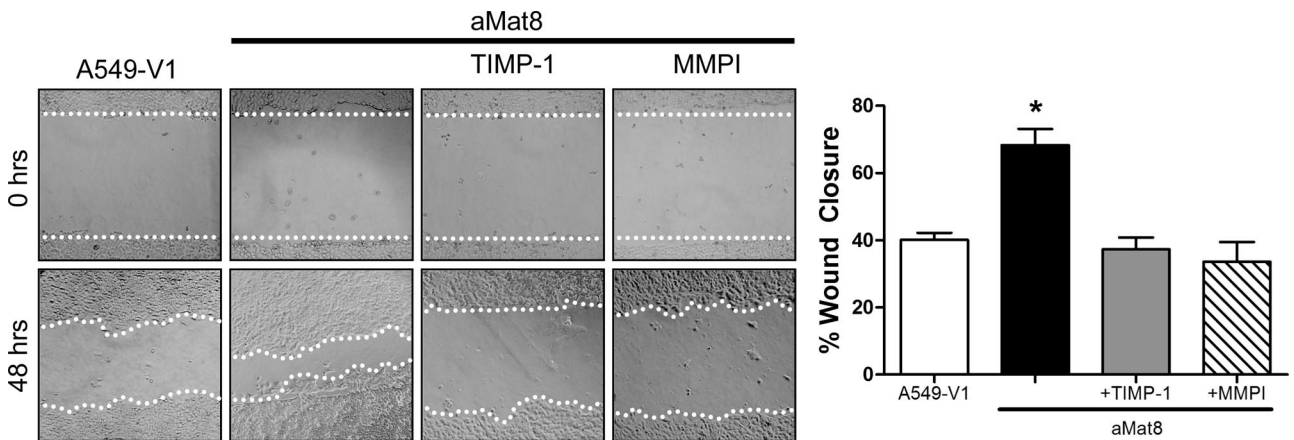 aMat8
A549-V1
TIMP-1
MMPI
0 hrs
48 hrs
% Wound Closure
80
60
40
20
0
*
A549-V1
+TIMP-1
+MMPI
aMat8